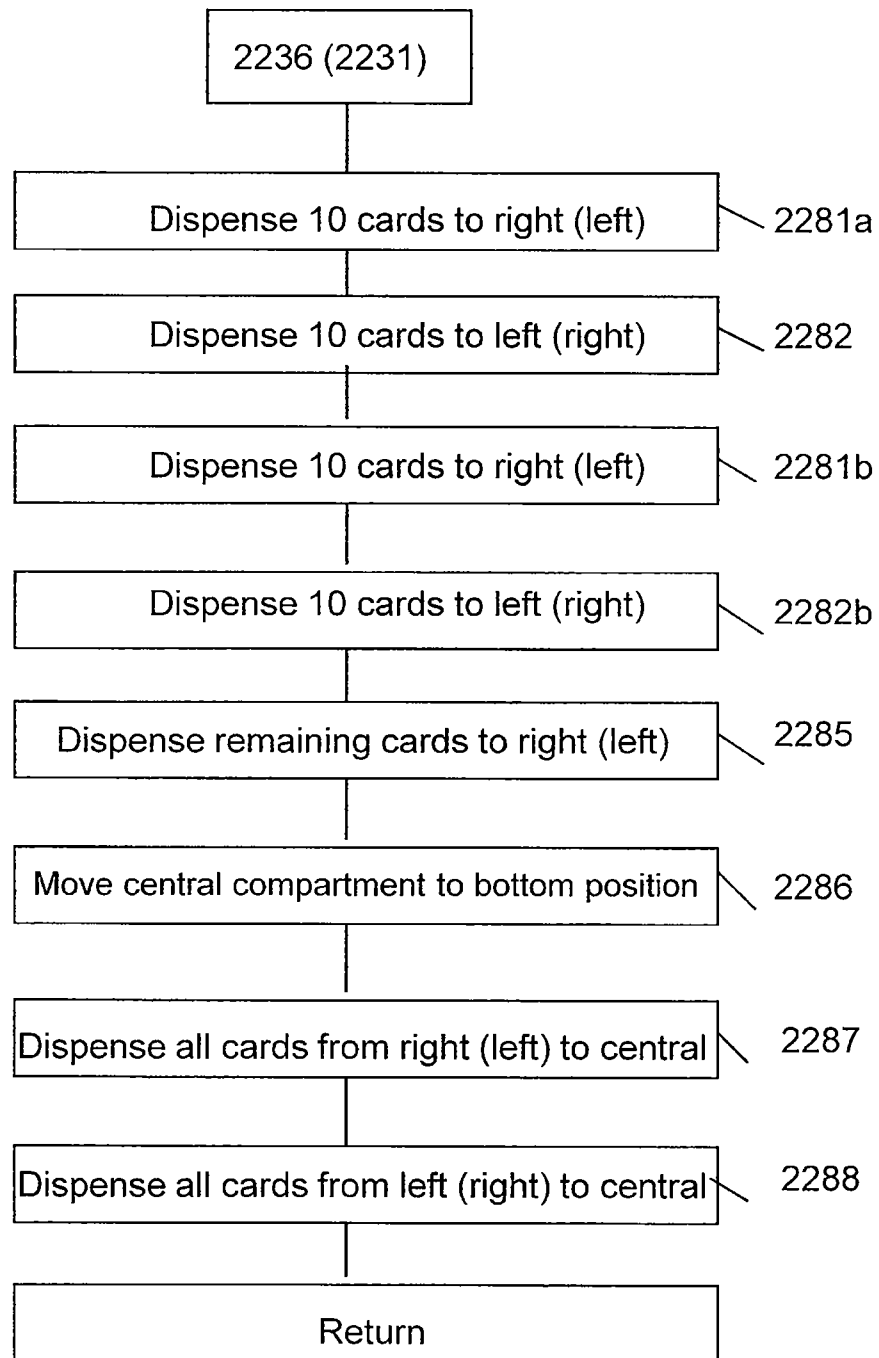 2236 (2231)
Dispense 10 cards to right (left) 2281a
Dispense 10 cards to left (right) 2282
Dispense 10 cards to right (left) 2281b
Dispense 10 cards to left (right) 2282b
Dispense remaining cards to right (left) 2285
Move central compartment to bottom position 2286
Dispense all cards from right (left) to central 2287
Dispense all cards from left (right) to central 2288
Return